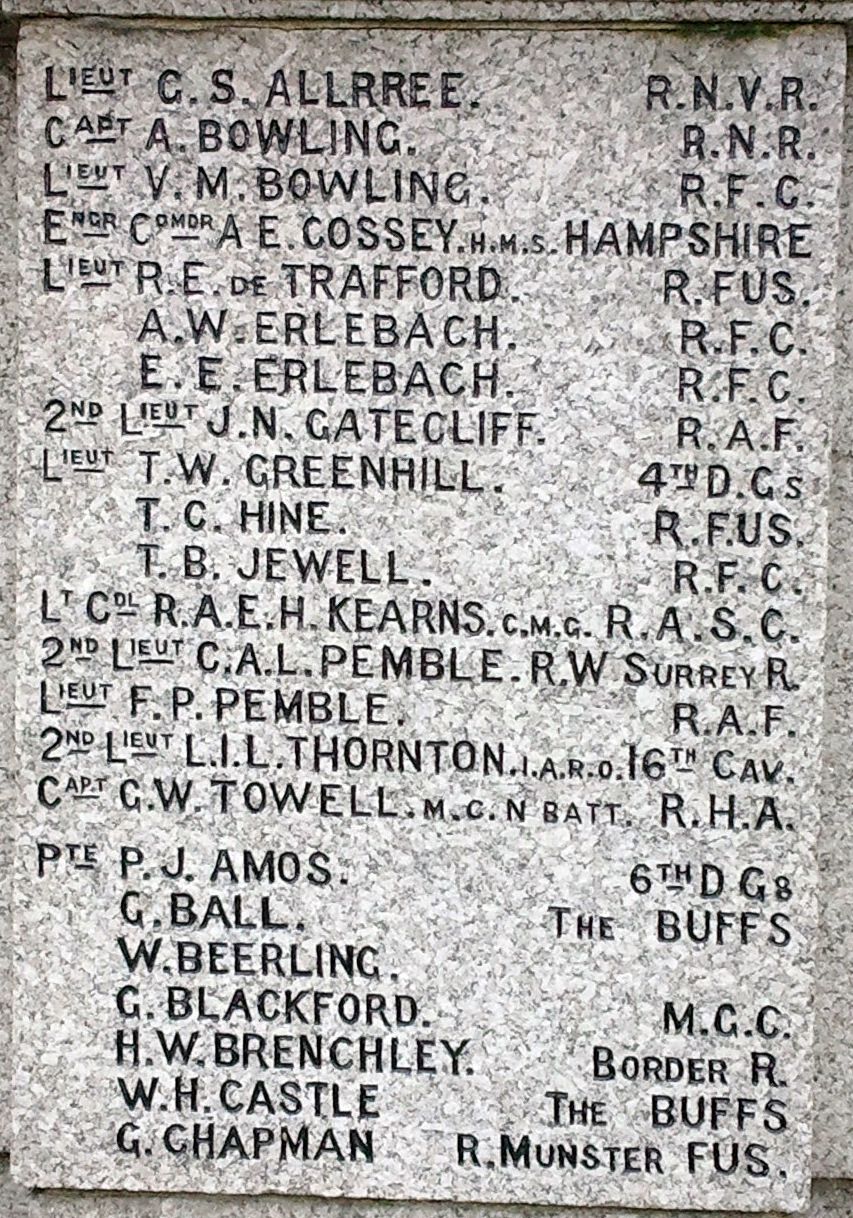 LIEUT G. S. ALLRREE. R.N.V.R.
CAPT A. BOWLING. R.N.R.
LIEUT V. M. BOWLING. R.F.C.
ENGR COMDR A E. COSSEY. H.M.S. HAMPSHIRE
LIEUT R.E. DE TRAFFORD. R.FUS.
A.W. ERLEBACH. R.F.C.
E. E. ERLEBACH. R.F.C.
2ND LIEUT J.N. GATECLIFF. R.A.F.
LIEUT T.W. GREENHILL. 4TH D.GS
T. C. HINE. R.FUS.
T. B. JEWELL. R.F.C.
LT COL R.A.E.H. KEARNS. C.M.G. R.A.S.C.
2ND LIEUT C.A.L. PEMBLE. R.W SURREY R.
LIEUT F. P. PEMBLE. R.A.F.
2ND LIEUT L.I.L. THORNTON. I.A.R.O. 16TH CAV.
CAPT G.W. TOWELL. M.C. N BATT. R.H.A.
PTE P. J. AMOS. 6TH D GS
G. BALL. THE BUFFS
W. BEERLING.
G. BLACKFORD. M.G.C.
H.W. BRENCHLEY. BORDER R.
W.H. CASTLE THE BUFFS
G. CHAPMAN R. MUNSTER FUS.